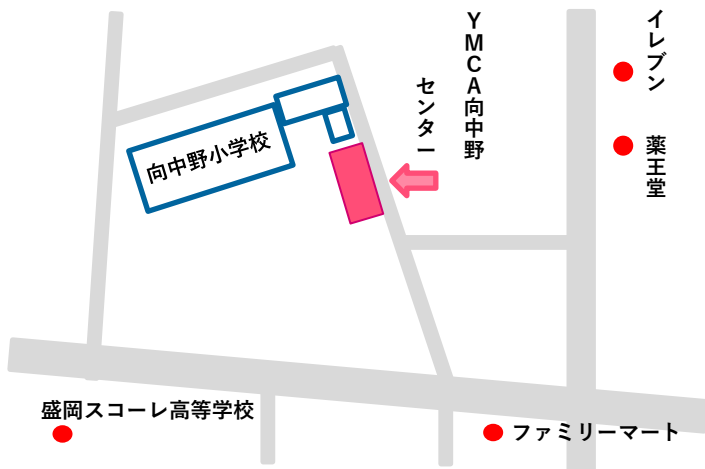 YMCA向中野
センター
イレブン
薬王堂
向中野小学校
盛岡スコーレ高等学校
ファミリーマート